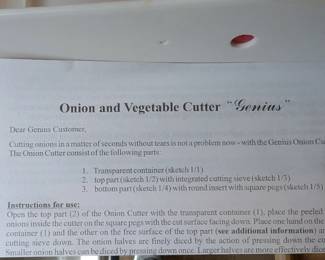 Onion and Vegetable Cutter "Genius"
Dear Genius Customer,
Cutting onions in a matter of seconds without tears is not a problem now - with the Genius Onion Cu
The Onion Cutter consist of the following parts:
1. Transparent container (sketch 1/1)
2. top part (sketch 1/2) with integrated cutting sieve (sketch 1/3)
3. bottom part (sketch 1/4) with round insert with square pegs (sketch 1/5)
Instructions for use:
Open the top part (2) of the Onion Cutter with the transparent container (1), place the peeled
onions inside the cutter on the square pegs with the cut surface facing down. Place one hand on the
container (1) and the other on the free surface of the top part (see additional information) an
cutting sieve down. The onion halves are finely diced by the action of pressing down the cu
Smaller onion halves can be diced by pressing down once. Larger halves are more effectively dice